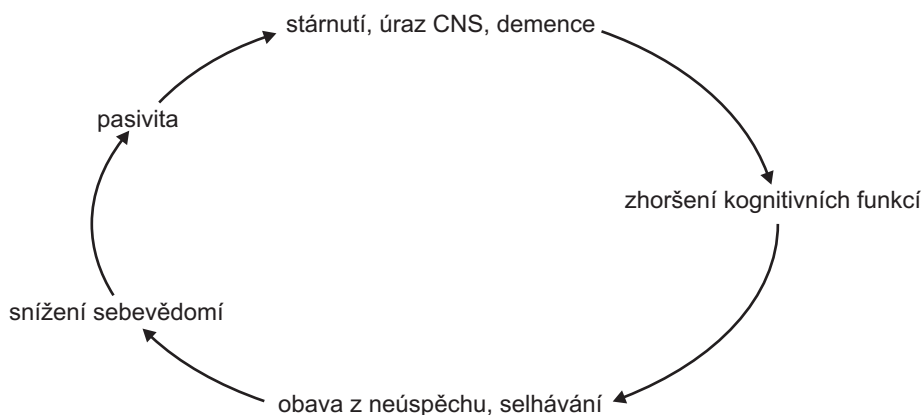 stárnutí, úraz CNS, demence
pasivita
zhoršení kognitivních funkcí
snížení sebevědomí
obava z neúspěchu, selhávání